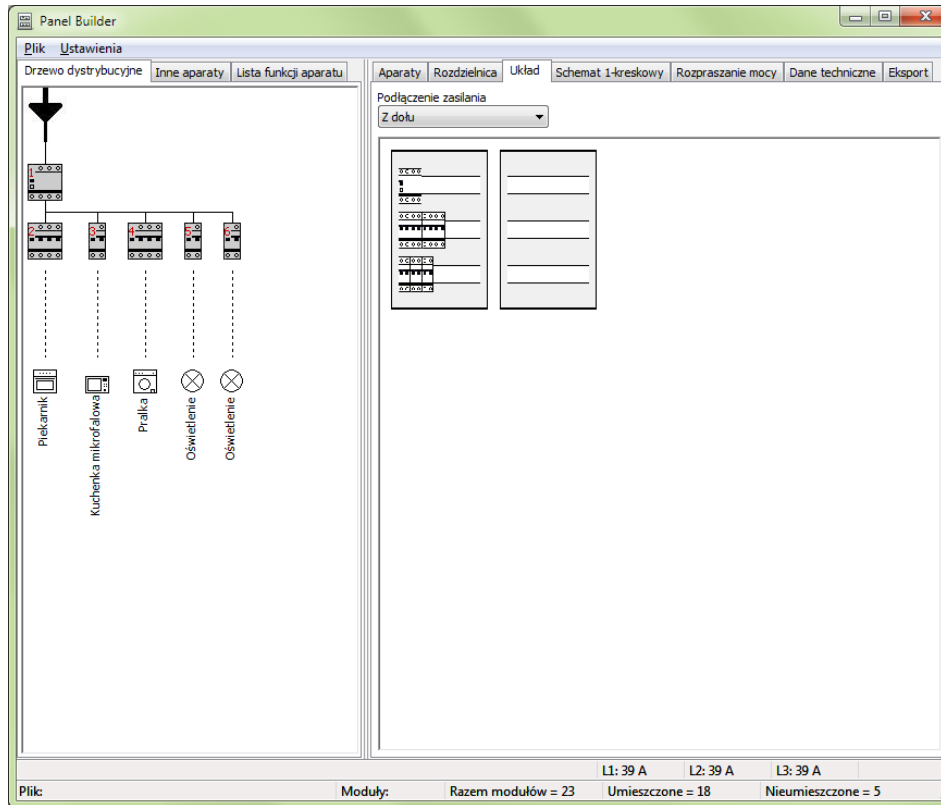 Panel Builder
Plik Ustawienia
Drzewo dystrybucyjne Inne aparaty Lista funkcji aparatu
Aparaty Rozdzielnica Układ Schemat 1-kreskowy Rozpraszanie mocy Dane techniczne Eksport
Podłączenie zasilania
Z dołu
1
2 3 4 5 6
Piekarnik
Kuchenka mikrofalowa
Pralka
Oświetlenie
Oświetlenie
L1: 39 A L2: 39 A L3: 39 A
Plik: Moduły: Razem modułów = 23 Umieszczone = 18 Nieumieszczone = 5